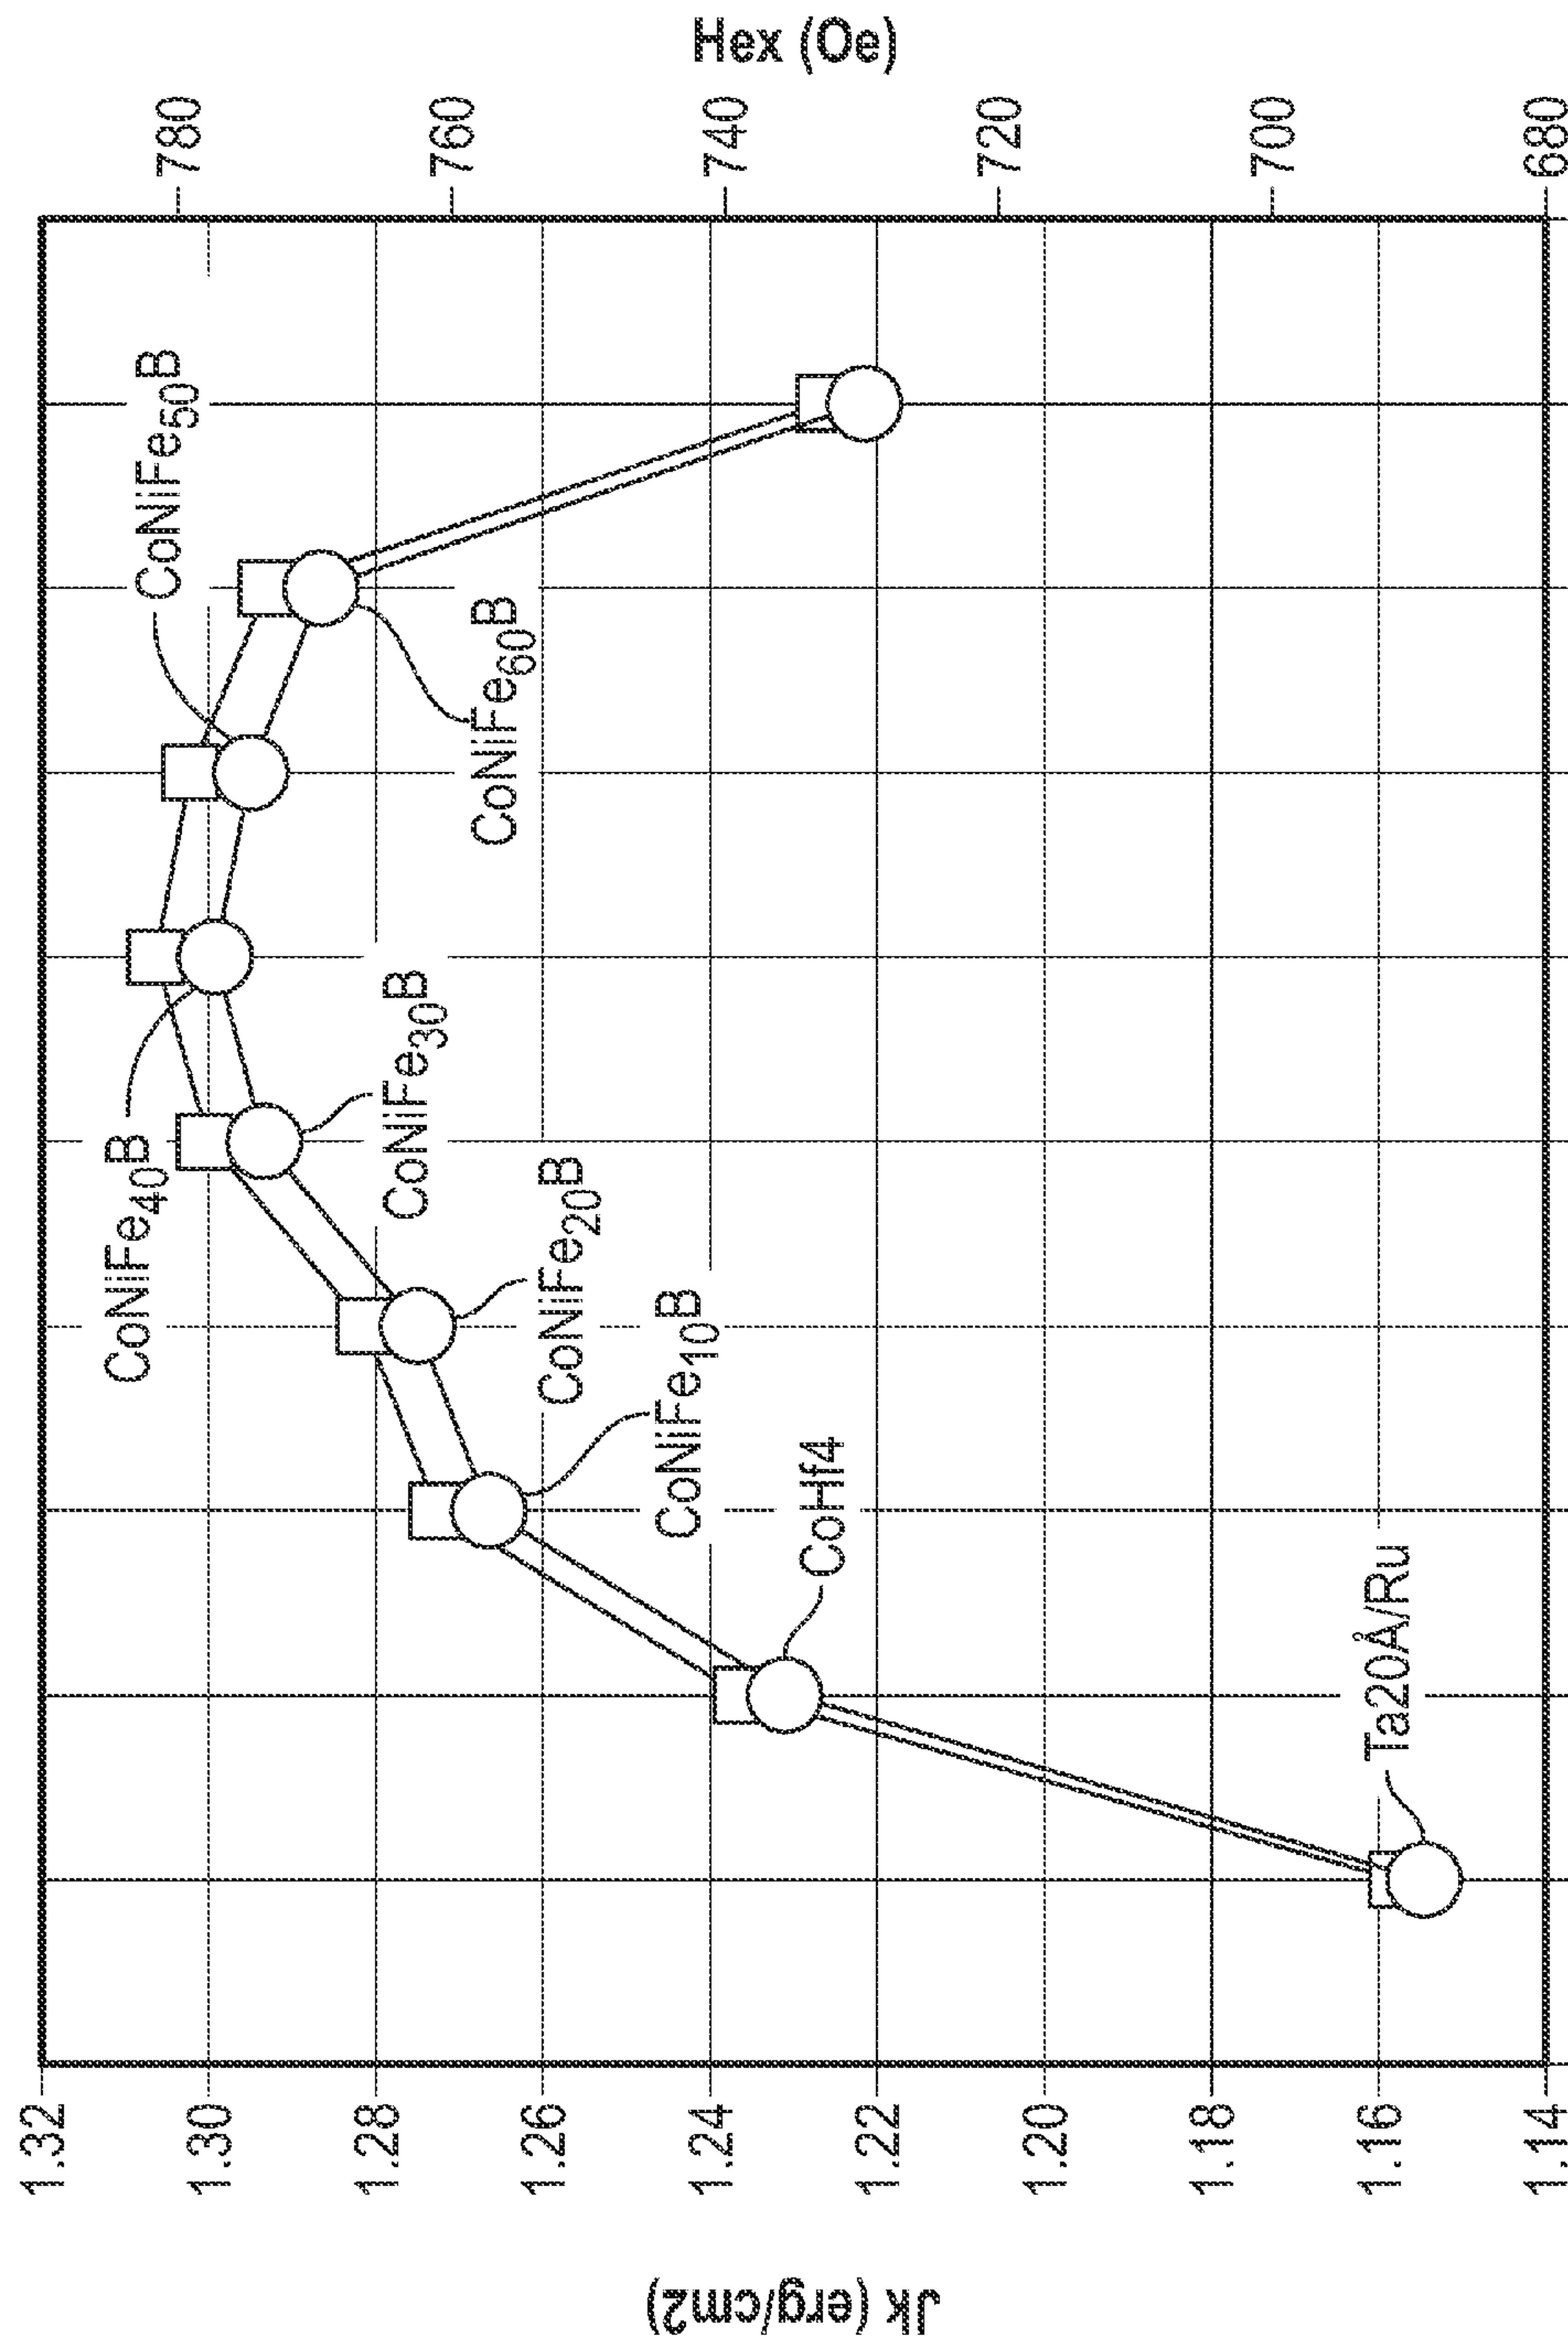 Jk (erg/cm2)
1.32
1.30
1.28
1.26
1.24
1.22
1.20
1.18
1.16
1.14
Ta20Å/Ru
CoHf4
CoNiFe10B
CoNiFe20B
CoNiFe30B
CoNiFe40B
CoNiFe50B
CoNiFe60B
780
760
740
720
700
680
Hex (Oe)